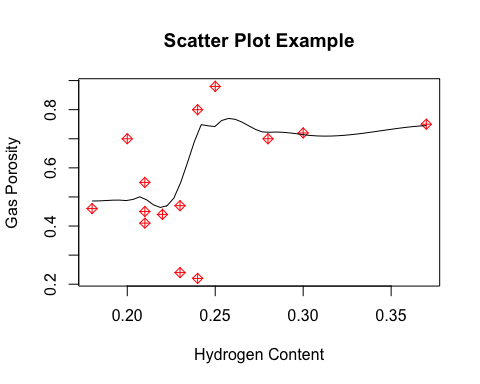 Scatter Plot Example
Gas Porosity
0.8
0.6
0.4
0.2
0.20 0.25 0.30 0.35
Hydrogen Content